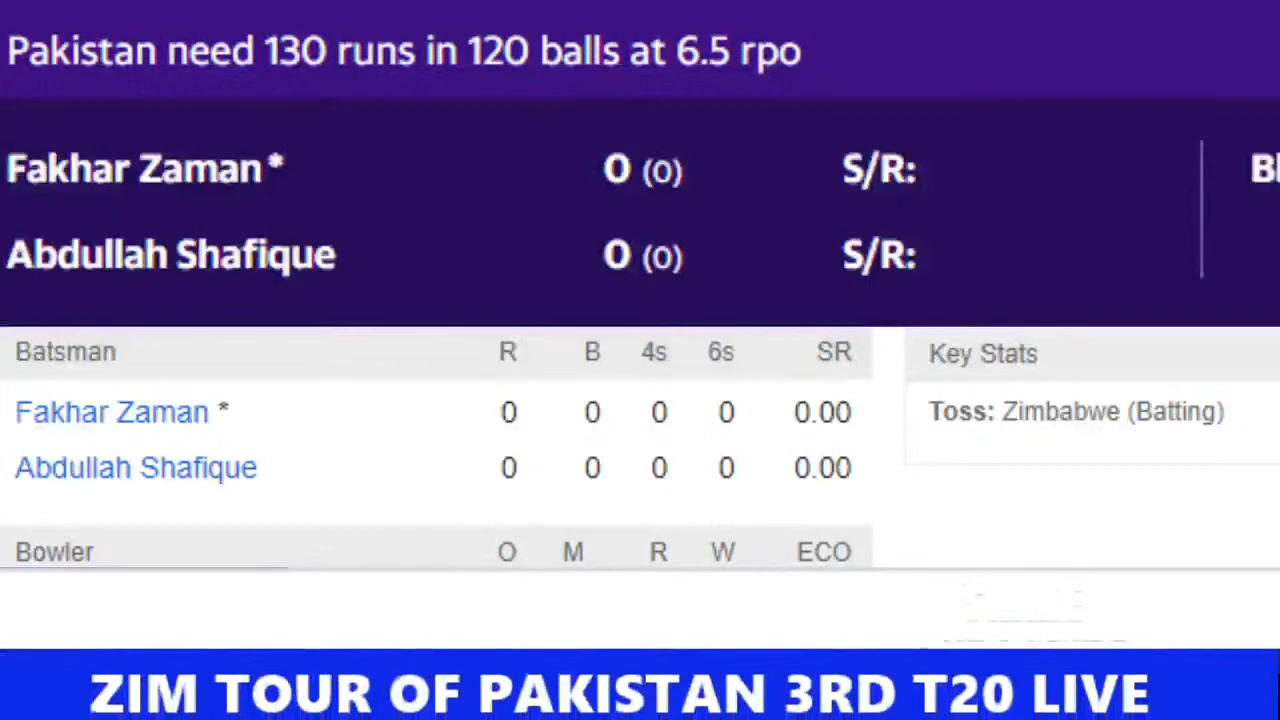 Pakistan need 130 runs in 120 balls at 6.5 rpo
Fakhar Zaman* 0 (0) S/R:
Abdullah Shafique 0 (0) S/R:
Batsman R B 4s 6s SR
Fakhar Zaman * 0 0 0 0 0.00
Abdullah Shafique 0 0 0 0 0.00
Bowler O M R W ECO
Key Stats
Toss: Zimbabwe (Batting)
ZIM TOUR OF PAKISTAN 3RD T20 LIVE